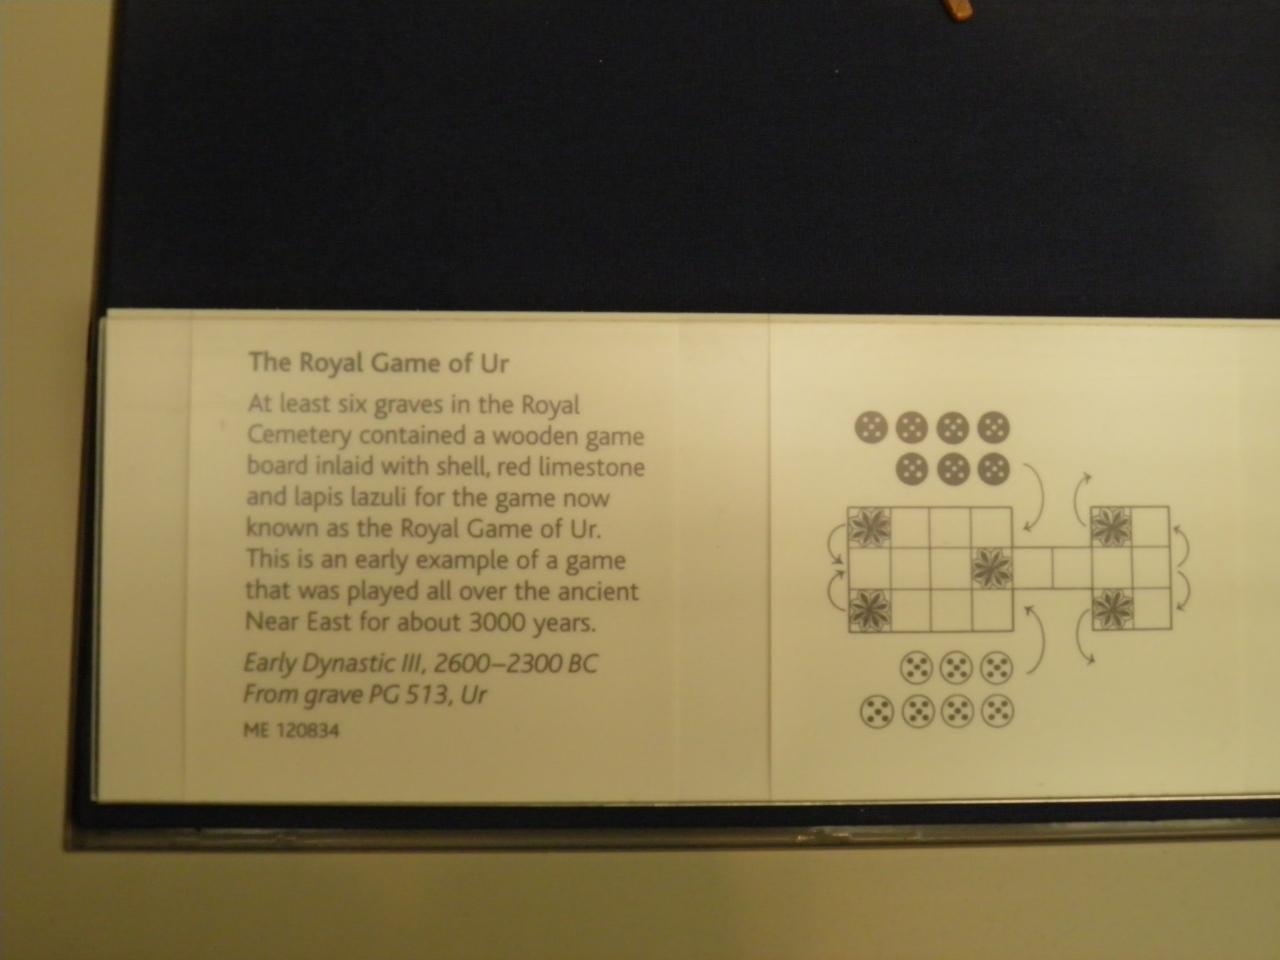 The Royal Game of Ur
At least six graves in the Royal
Cemetery contained a wooden game
board inlaid with shell, red limestone
and lapis lazuli for the game now
known as the Royal Game of Ur.
This is an early example of a game
that was played all over the ancient
Near East for about 3000 years.
Early Dynastic III, 2600–2300 BC
From grave PG 513, Ur
ME 120834